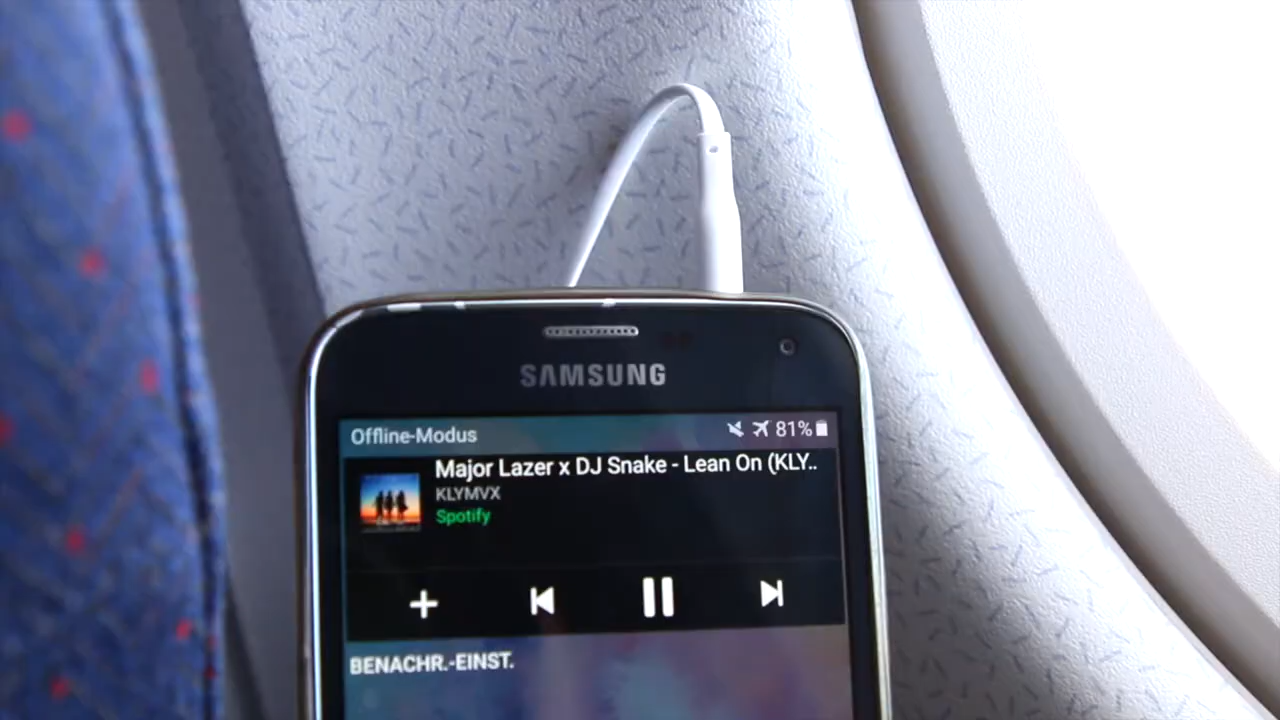 SAMSUNG
Offline-Modus 81%
Major Lazer x DJ Snake - Lean On (KLY..
KLYMVX
Spotify
BENACHR.-EINST.